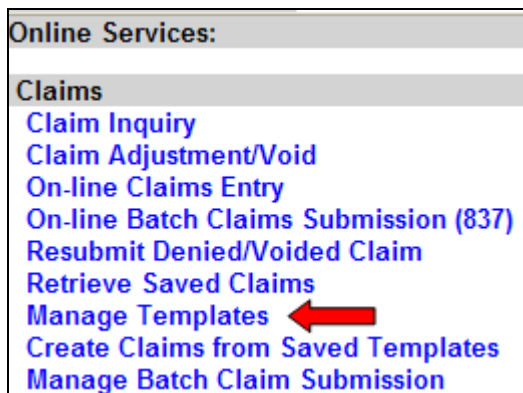 Online Services:
Claims
Claim Inquiry
Claim Adjustment/Void
On-line Claims Entry
On-line Batch Claims Submission (837)
Resubmit Denied/Voided Claim
Retrieve Saved Claims
Manage Templates
Create Claims from Saved Templates
Manage Batch Claim Submission